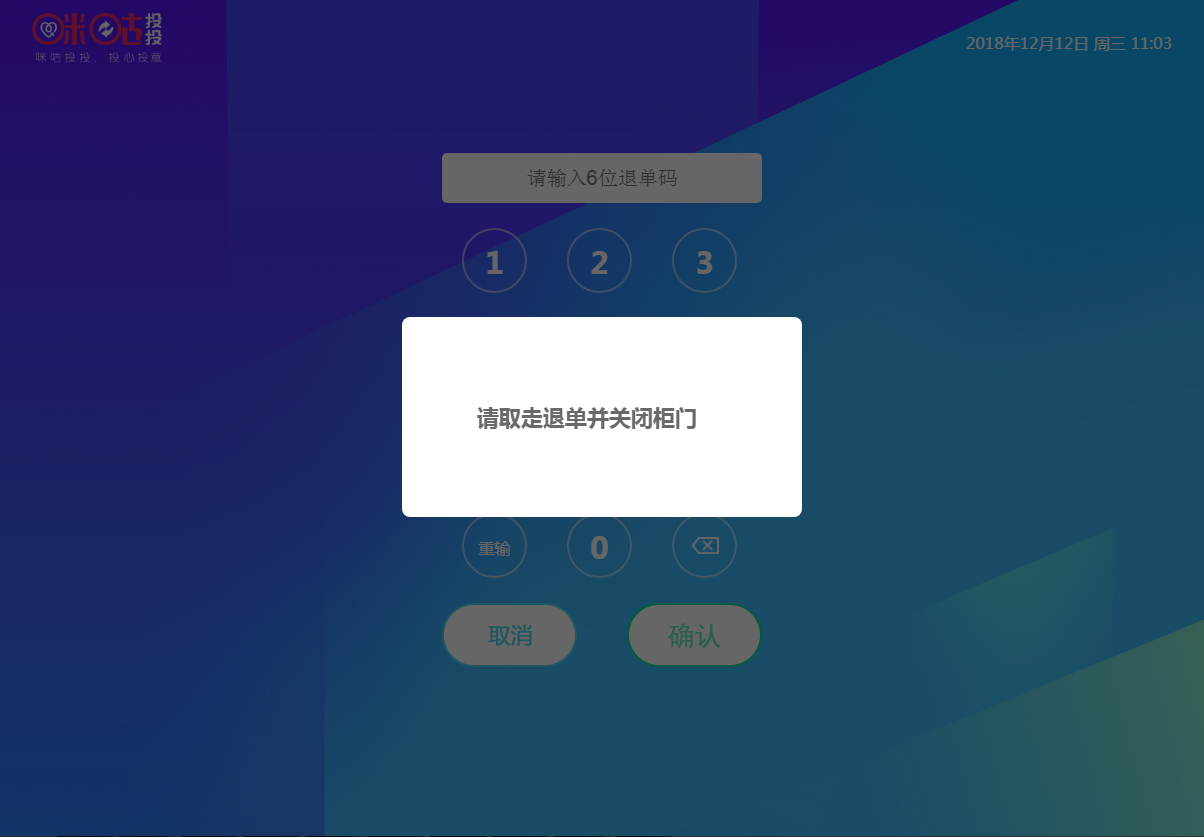 咪咕投投
咪咕投投，投心投意
2018年12月12日 周三 11:03
请输入6位退单码
1 2 3
请取走退单并关闭柜门
重输 0
取消 确认